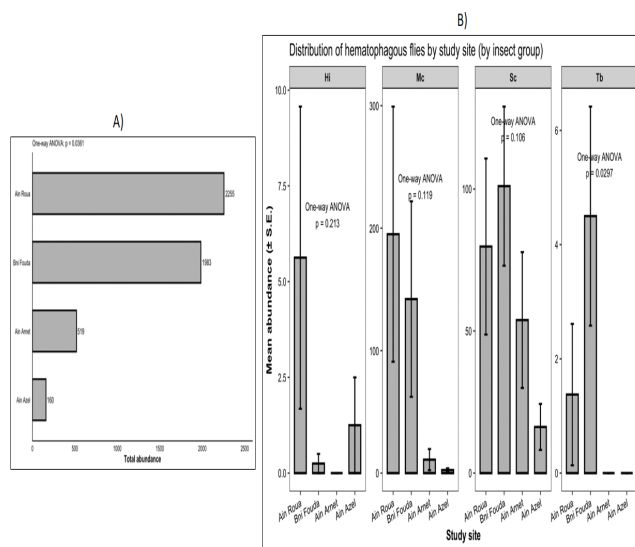 A)
One-way ANOVA: p < 0.0361
Ain Roua
2255
Bni Fouda
1983
Ain Arnet
519
Ain Azel
160
0
500
1000
1500
2000
2500
Total abundance
B)
Distribution of hematophagous flies by study site (by insect group)
Hi
Mc
Sc
Tb
Mean abundance (± S.E.)
10.0
7.5
5.0
2.5
0.0
One-way ANOVA
p = 0.213
300
200
100
0
One-way ANOVA
p = 0.119
100
50
0
One-way ANOVA
p = 0.106
6
4
2
0
One-way ANOVA
p = 0.0297
Ain Roua
Bni Fouda
Ain Arnet
Ain Azel
Ain Roua
Bni Fouda
Ain Arnet
Ain Azel
Ain Roua
Bni Fouda
Ain Arnet
Ain Azel
Ain Roua
Bni Fouda
Ain Arnet
Ain Azel
Study site